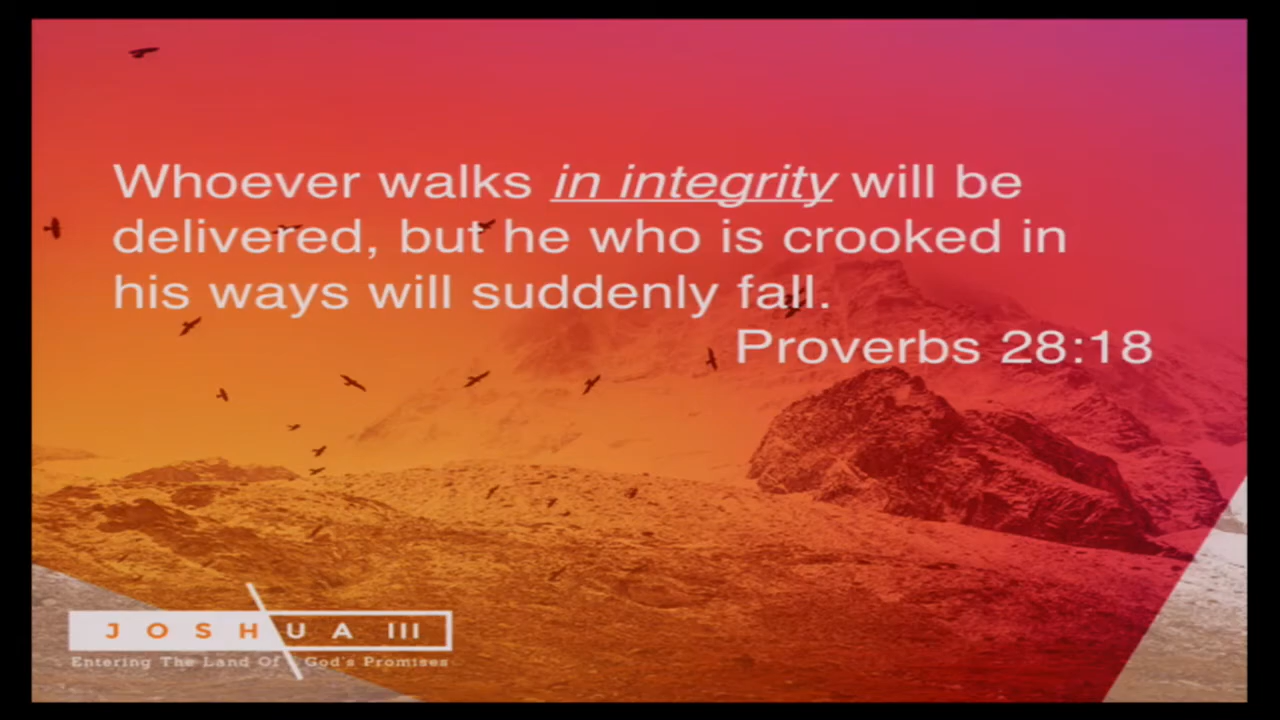 Whoever walks in integrity will be
delivered, but he who is crooked in
his ways will suddenly fall.
Proverbs 28:18
JOSHUA III
Entering The Land Of God's Promises